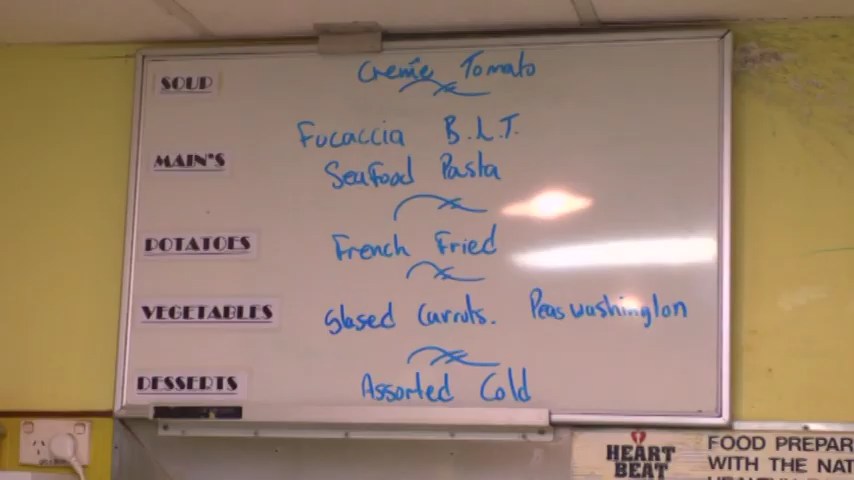 SOUP Creme Tomato
Fucaccia B.L.T.
MAIN'S Seafood Pasta
POTATOES French Fried
VEGETABLES Glased Carrots. Peas washington
DESSERTS Assorted Cold
HEART BEAT
FOOD PREPAR
WITH THE NAT